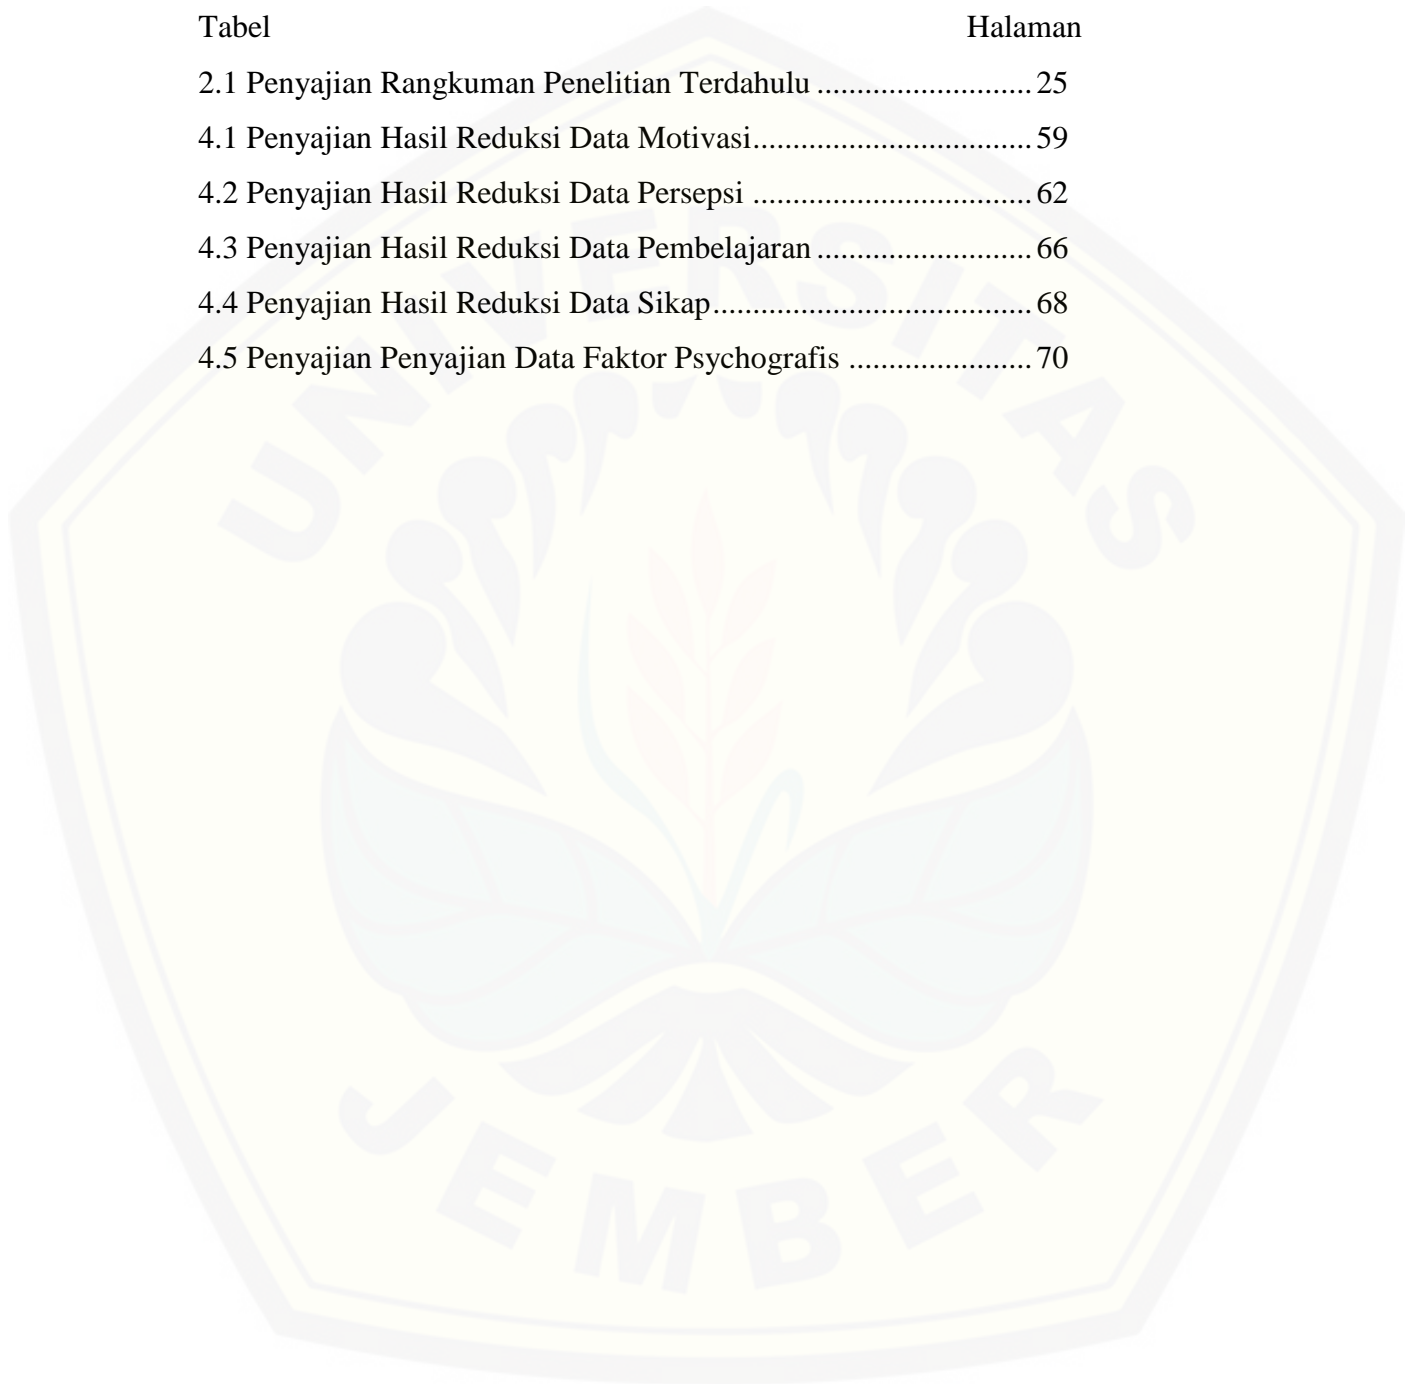 Tabel Halaman
2.1 Penyajian Rangkuman Penelitian Terdahulu ........................... 25
4.1 Penyajian Hasil Reduksi Data Motivasi................................... 59
4.2 Penyajian Hasil Reduksi Data Persepsi ................................... 62
4.3 Penyajian Hasil Reduksi Data Pembelajaran ........................... 66
4.4 Penyajian Hasil Reduksi Data Sikap........................................ 68
4.5 Penyajian Penyajian Data Faktor Psychografis ....................... 70
UNIVERSITAS
JEMBER